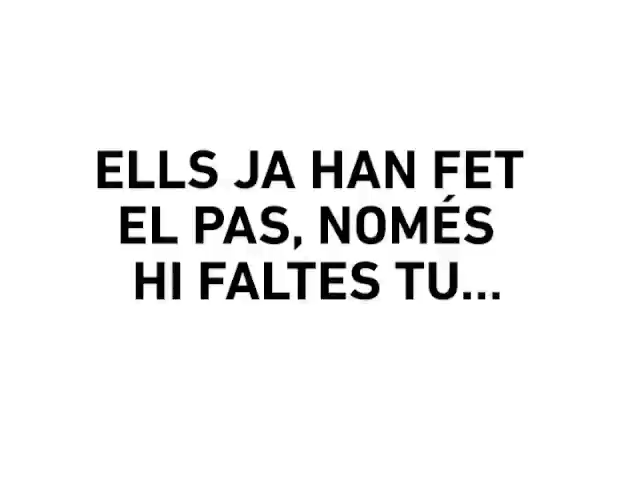 ELLS JA HAN FET
EL PAS, NOMÉS
HI FALTES TU...